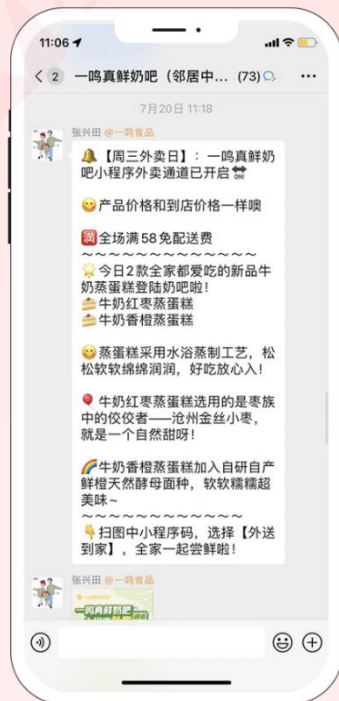 11:06
2 一鸣真鲜奶吧（邻居中... (73)
7月20日 11:18
张兴田 @一鸣食品
🔔【周三外卖日】：一鸣真鲜奶
吧小程序外卖通道已开启🔛
😋产品价格和到店价格一样噢
🈵全场满58免配送费
～～～～～～～～～～～～～
🌟今日2款全家都爱吃的新品牛
奶蒸蛋糕登陆奶吧啦！
🍰牛奶红枣蒸蛋糕
🍰牛奶香橙蒸蛋糕
😋蒸蛋糕采用水浴蒸制工艺，松
松软软绵绵润润，好吃放心入！
🎈 牛奶红枣蒸蛋糕选用的是枣族
中的佼佼者——沧州金丝小枣，
就是一个自然甜呀！
🌈牛奶香橙蒸蛋糕加入自研自产
鲜橙天然酵母面种，软软糯糯超
美味~
～～～～～～～～～～～～
👇扫图中小程序码，选择【外送
到家】，全家一起尝鲜啦！
张兴田 @一鸣食品
一鸣真鲜奶吧